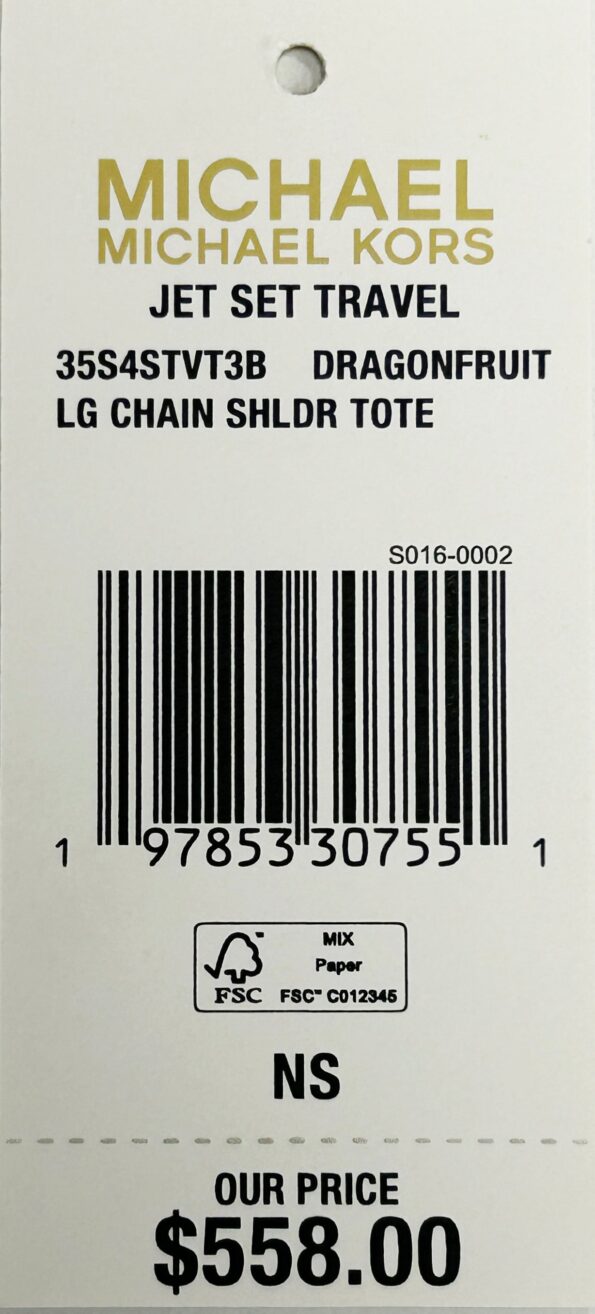 MICHAEL
MICHAEL KORS
JET SET TRAVEL
35S4STVT3B DRAGONFRUIT
LG CHAIN SHLDR TOTE
S016-0002
1 97853 30755 1
MIX
Paper
FSC FSC™ C012345
NS
OUR PRICE
$558.00